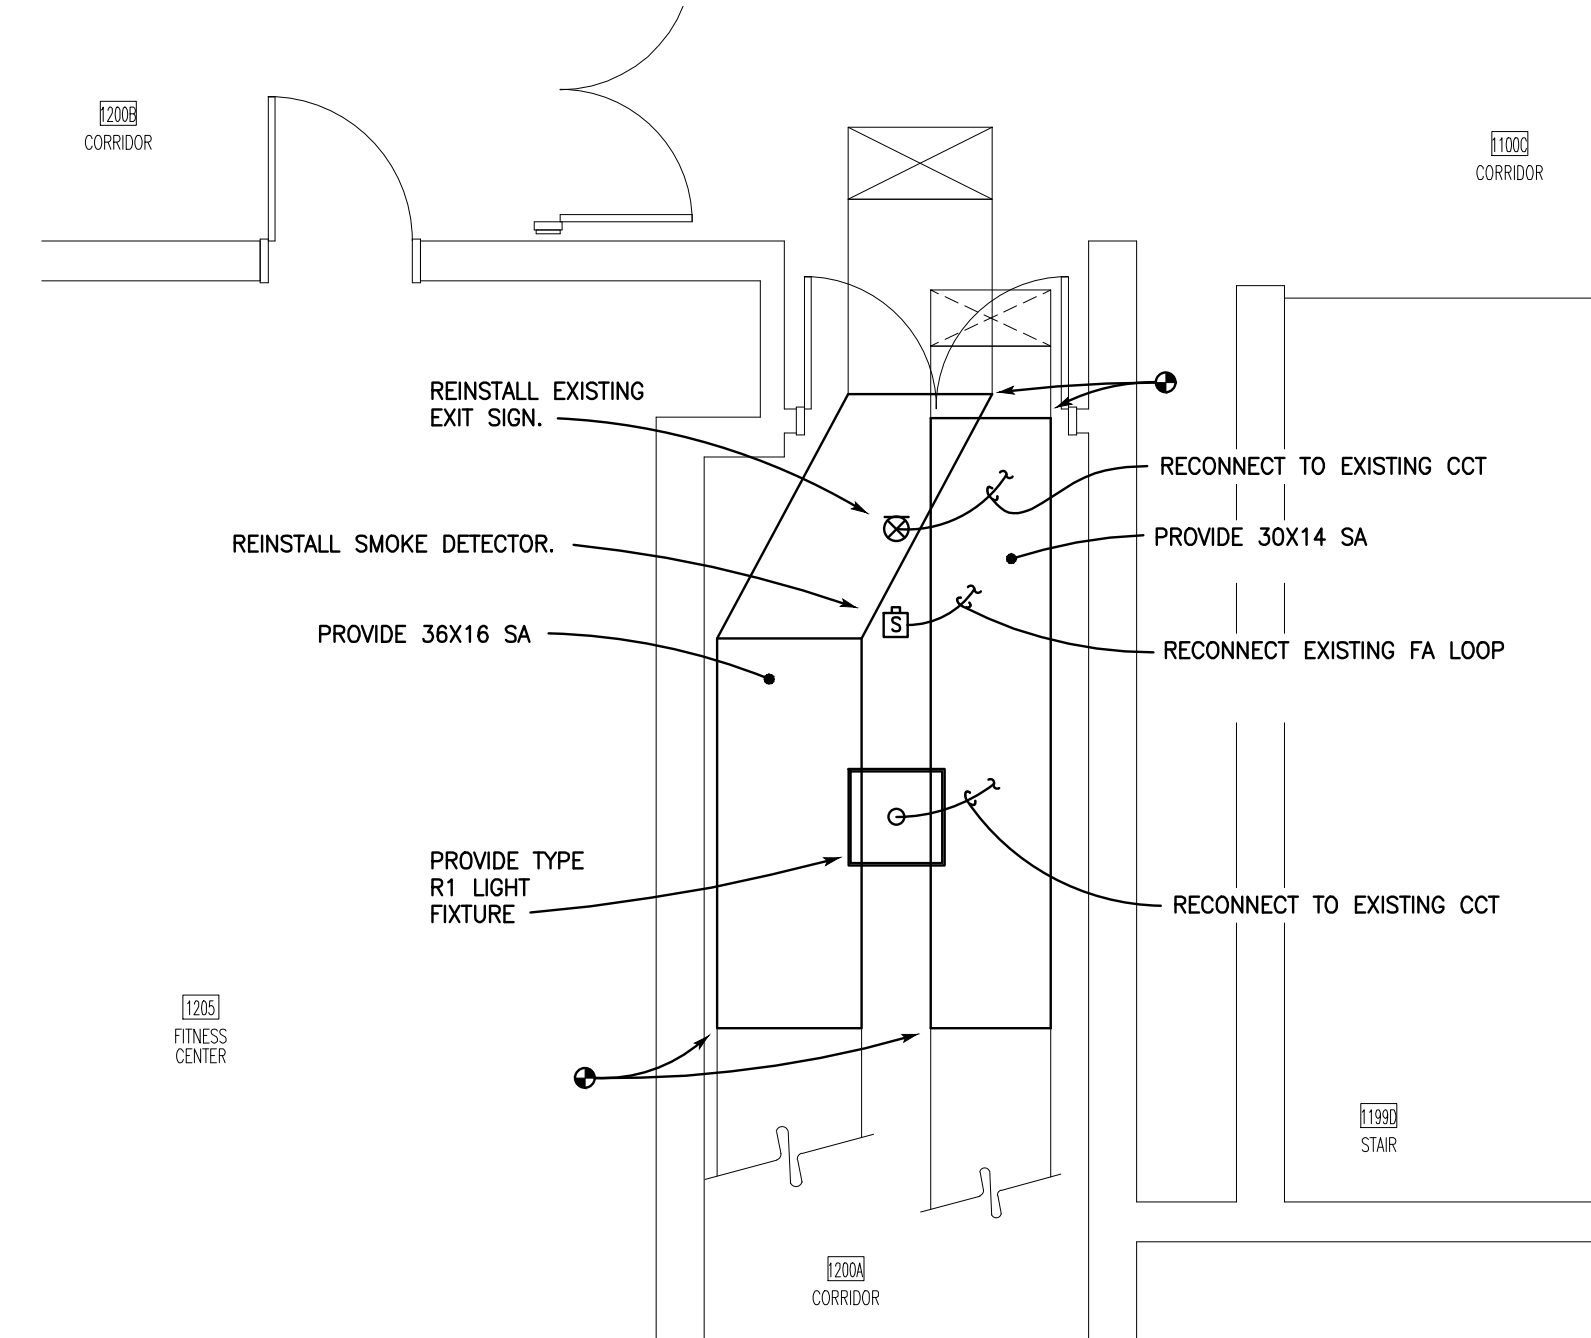 1200B
CORRIDOR
1100C
CORRIDOR
REINSTALL EXISTING
EXIT SIGN.
RECONNECT TO EXISTING CCT
REINSTALL SMOKE DETECTOR.
PROVIDE 30X14 SA
S
PROVIDE 36X16 SA
RECONNECT EXISTING FA LOOP
PROVIDE TYPE
R1 LIGHT
FIXTURE
RECONNECT TO EXISTING CCT
1205
FITNESS
CENTER
1199D
STAIR
1200A
CORRIDOR